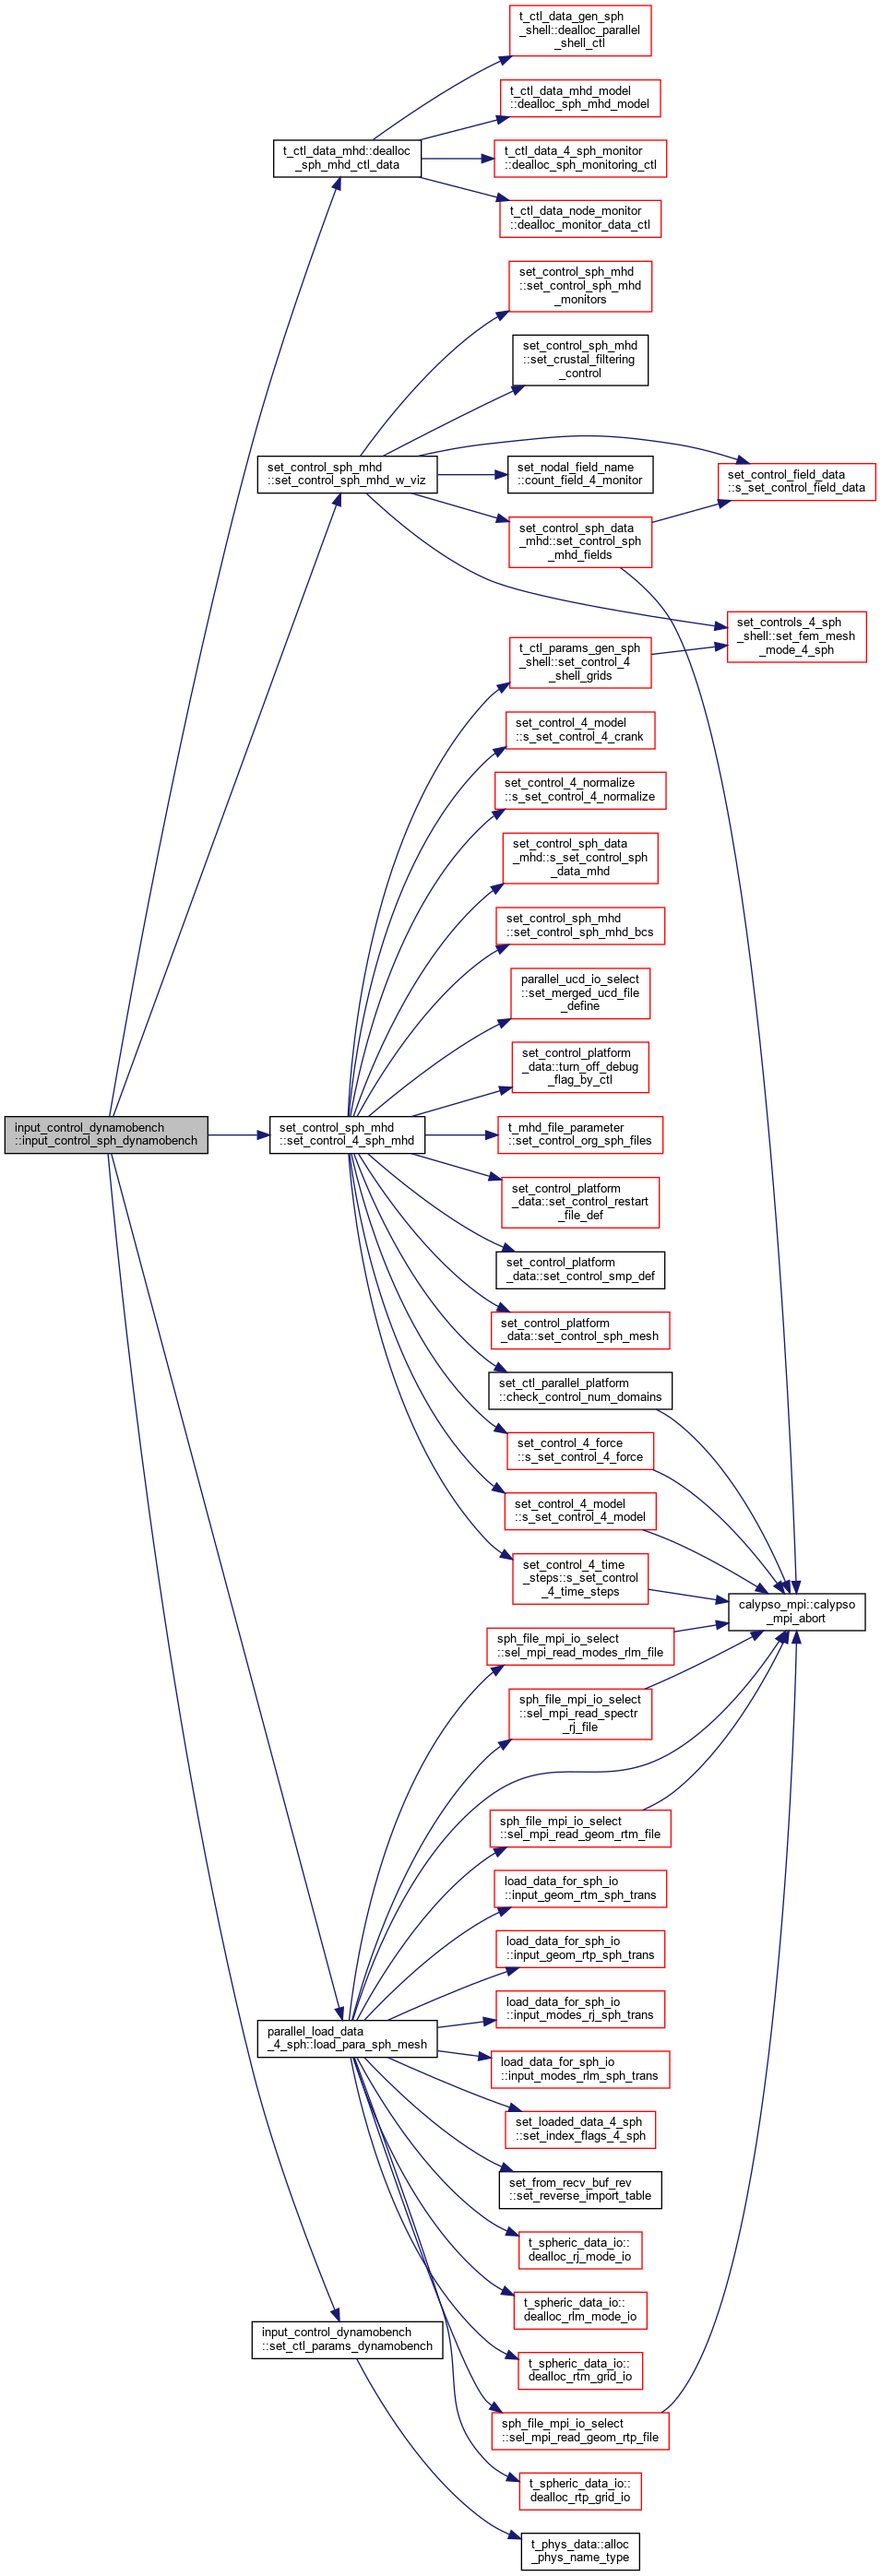 t_ctl_data_gen_sph
_shell::dealloc_parallel
_shell_ctl
t_ctl_data_mhd_model
::dealloc_sph_mhd_model
t_ctl_data_mhd::dealloc
_sph_mhd_ctl_data
t_ctl_data_4_sph_monitor
::dealloc_sph_monitoring_ctl
t_ctl_data_node_monitor
::dealloc_monitor_data_ctl
set_control_sph_mhd
::set_control_sph_mhd
_monitors
set_control_sph_mhd
::set_crustal_filtering
_control
set_control_sph_mhd
::set_control_sph_mhd_w_viz
set_nodal_field_name
::count_field_4_monitor
set_control_field_data
::s_set_control_field_data
set_control_sph_data
_mhd::set_control_sph
_mhd_fields
set_controls_4_sph
_shell::set_fem_mesh
_mode_4_sph
t_ctl_params_gen_sph
_shell::set_control_4
_shell_grids
set_control_4_model
::s_set_control_4_crank
set_control_4_normalize
::s_set_control_4_normalize
set_control_sph_data
_mhd::s_set_control_sph
_data_mhd
set_control_sph_mhd
::set_control_sph_mhd_bcs
parallel_ucd_io_select
::set_merged_ucd_file
_define
set_control_platform
_data::turn_off_debug
_flag_by_ctl
input_control_dynamobench
::input_control_sph_dynamobench
set_control_sph_mhd
::set_control_4_sph_mhd
t_mhd_file_parameter
::set_control_org_sph_files
set_control_platform
_data::set_control_restart
_file_def
set_control_platform
_data::set_control_smp_def
set_control_platform
_data::set_control_sph_mesh
set_ctl_parallel_platform
::check_control_num_domains
set_control_4_force
::s_set_control_4_force
set_control_4_model
::s_set_control_4_model
set_control_4_time
_steps::s_set_control
_4_time_steps
calypso_mpi::calypso
_mpi_abort
sph_file_mpi_io_select
::sel_mpi_read_modes_rlm_file
sph_file_mpi_io_select
::sel_mpi_read_spectr
_rj_file
sph_file_mpi_io_select
::sel_mpi_read_geom_rtm_file
load_data_for_sph_io
::input_geom_rtm_sph_trans
load_data_for_sph_io
::input_geom_rtp_sph_trans
load_data_for_sph_io
::input_modes_rj_sph_trans
parallel_load_data
_4_sph::load_para_sph_mesh
load_data_for_sph_io
::input_modes_rlm_sph_trans
set_loaded_data_4_sph
::set_index_flags_4_sph
set_from_recv_buf_rev
::set_reverse_import_table
t_spheric_data_io::
dealloc_rj_mode_io
t_spheric_data_io::
dealloc_rlm_mode_io
input_control_dynamobench
::set_ctl_params_dynamobench
t_spheric_data_io::
dealloc_rtm_grid_io
sph_file_mpi_io_select
::sel_mpi_read_geom_rtp_file
t_spheric_data_io::
dealloc_rtp_grid_io
t_phys_data::alloc
_phys_name_type